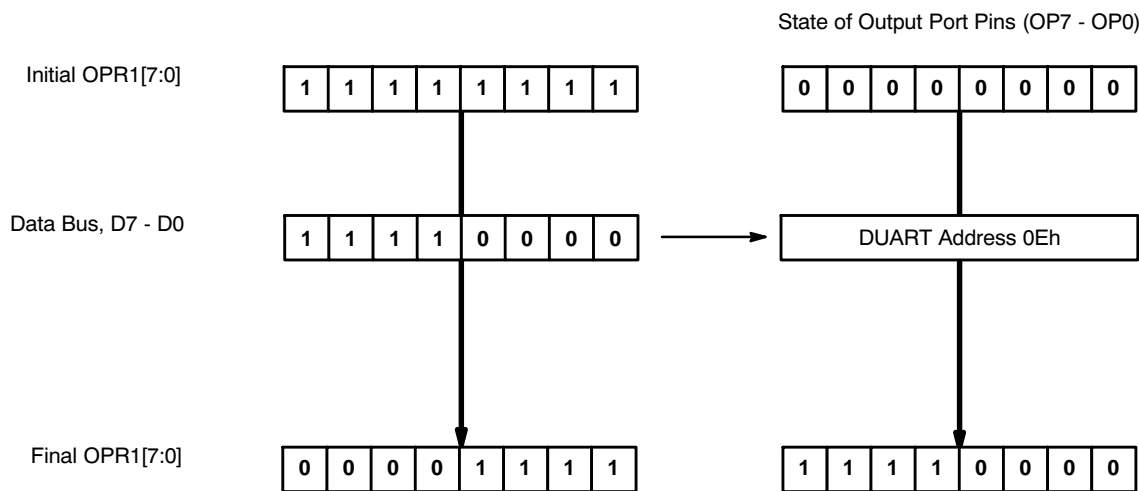 State of Output Port Pins (OP7 - OP0)
Initial OPR1[7:0]
1 1 1 1 1 1 1 1
0 0 0 0 0 0 0 0
Data Bus, D7 - D0
1 1 1 1 0 0 0 0
DUART Address 0Eh
Final OPR1[7:0]
0 0 0 0 1 1 1 1
1 1 1 1 0 0 0 0